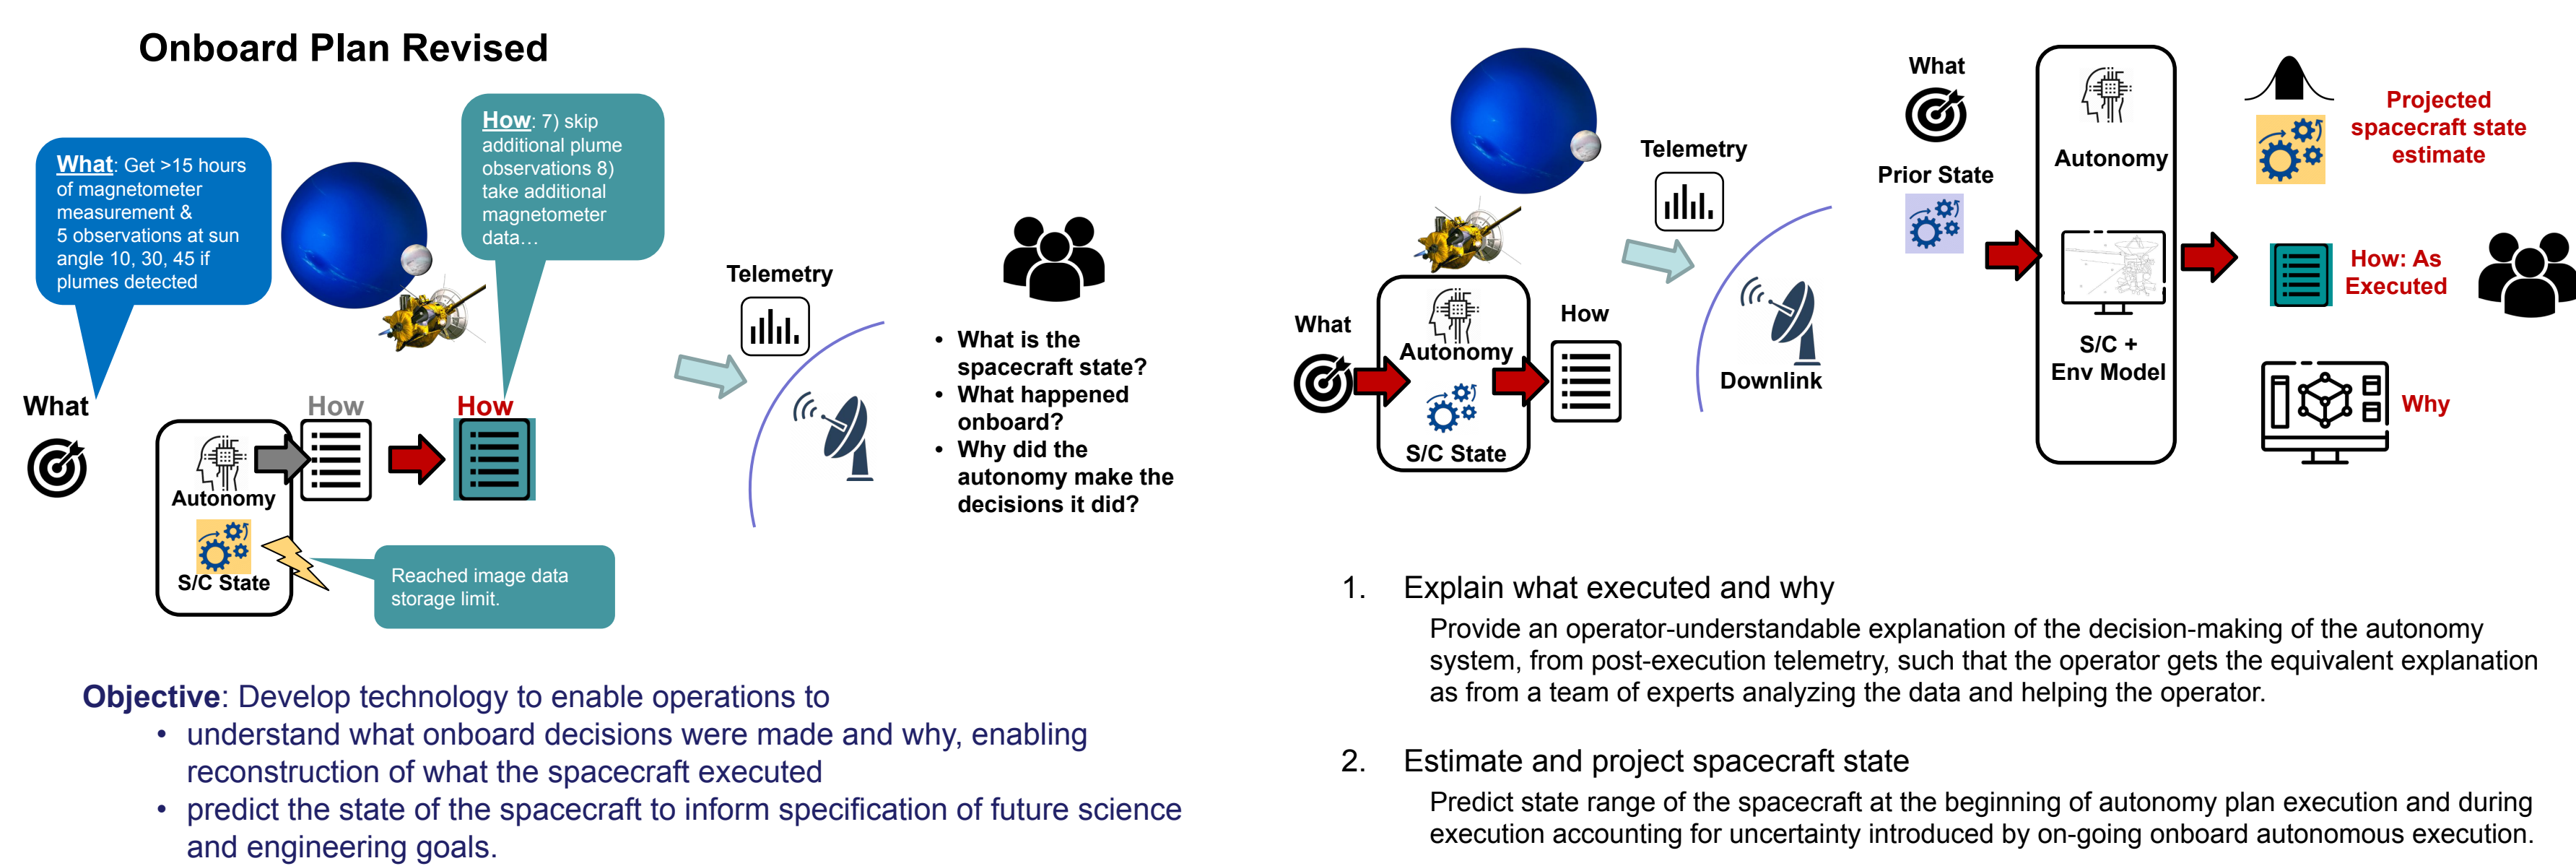 Onboard Plan Revised
What: Get >15 hours
of magnetometer
measurement &
5 observations at sun
angle 10, 30, 45 if
plumes detected
How: 7) skip
additional plume
observations 8)
take additional
magnetometer
data…
What
How
How
Autonomy
S/C State
Reached image data
storage limit.
Telemetry
• What is the
spacecraft state?
• What happened
onboard?
• Why did the
autonomy make the
decisions it did?
Objective: Develop technology to enable operations to
• understand what onboard decisions were made and why, enabling
reconstruction of what the spacecraft executed
• predict the state of the spacecraft to inform specification of future science
and engineering goals.
What
Autonomy
S/C State
How
Telemetry
Downlink
What
Prior State
Autonomy
S/C +
Env Model
Projected
spacecraft state
estimate
How: As
Executed
Why
1. Explain what executed and why
Provide an operator-understandable explanation of the decision-making of the autonomy
system, from post-execution telemetry, such that the operator gets the equivalent explanation
as from a team of experts analyzing the data and helping the operator.
2. Estimate and project spacecraft state
Predict state range of the spacecraft at the beginning of autonomy plan execution and during
execution accounting for uncertainty introduced by on-going onboard autonomous execution.